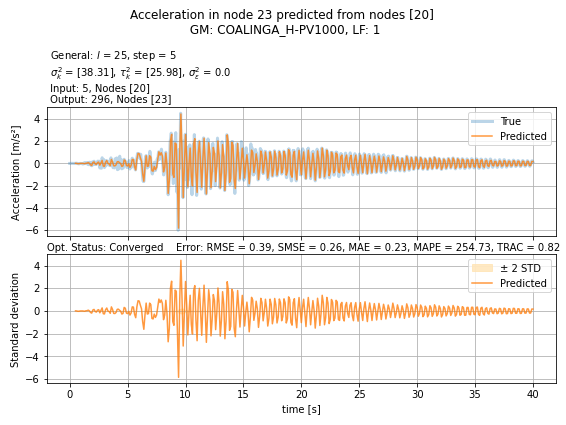 Acceleration in node 23 predicted from nodes [20]
GM: COALINGA_H-PV1000, LF: 1
General: l = 25, step = 5
σ²ₖ = [38.31], τ²ₖ = [25.98], σ²ε = 0.0
Input: 5, Nodes [20]
Output: 296, Nodes [23]
True
Predicted
Acceleration [m/s²]
4
2
0
−2
−4
−6
Opt. Status: Converged Error: RMSE = 0.39, SMSE = 0.26, MAE = 0.23, MAPE = 254.73, TRAC = 0.82
± 2 STD
Predicted
Standard deviation
4
2
0
−2
−4
−6
0 5 10 15 20 25 30 35 40
time [s]